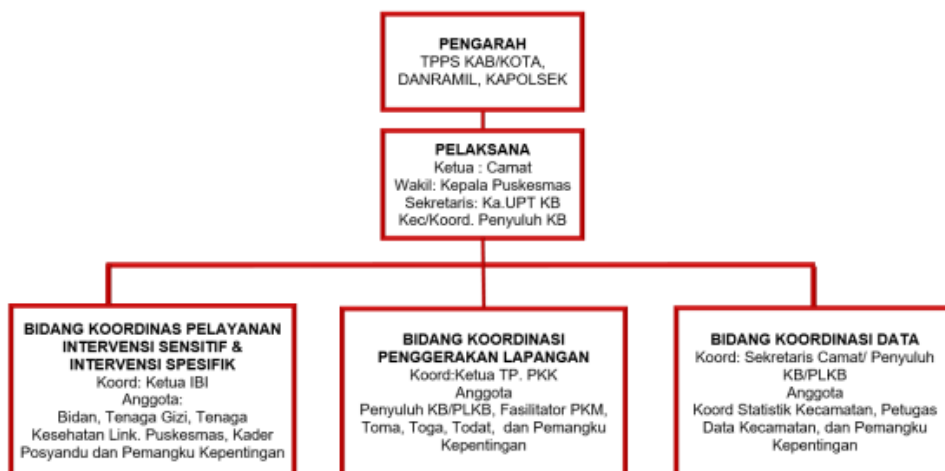 PENGARAH
TPPS KAB/KOTA,
DANRAMIL, KAPOLSEK
PELAKSANA
Ketua : Camat
Wakil: Kepala Puskesmas
Sekretaris: Ka.UPT KB
Kec/Koord. Penyuluh KB
BIDANG KOORDINAS PELAYANAN
INTERVENSI SENSITIF &
INTERVENSI SPESIFIK
Koord: Ketua IBI
Anggota:
Bidan, Tenaga Gizi, Tenaga
Kesehatan Link. Puskesmas, Kader
Posyandu dan Pemangku Kepentingan
BIDANG KOORDINASI
PENGGERAKAN LAPANGAN
Koord:Ketua TP. PKK
Anggota
Penyuluh KB/PLKB, Fasilitator PKM,
Toma, Toga, Todat, dan Pemangku
Kepentingan
BIDANG KOORDINASI DATA
Koord: Sekretaris Camat/ Penyuluh
KB/PLKB
Anggota
Koord Statistik Kecamatan, Petugas
Data Kecamatan, dan Pemangku
Kepentingan